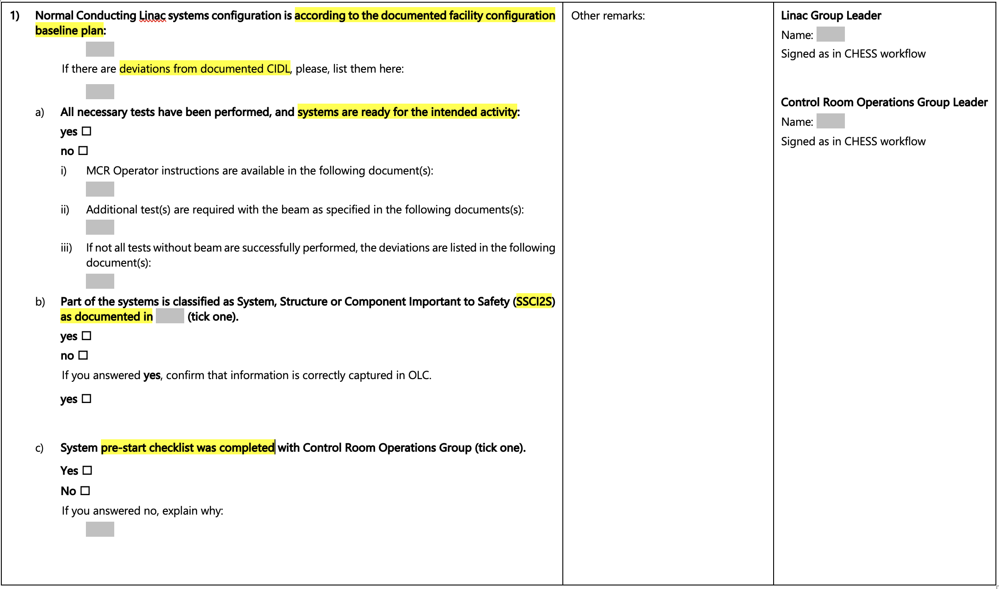 1) Normal Conducting Linac systems configuration is according to the documented facility configuration
baseline plan:
If there are deviations from documented CIDL, please, list them here:
a) All necessary tests have been performed, and systems are ready for the intended activity:
yes ☐
no ☐
i) MCR Operator instructions are available in the following document(s):
ii) Additional test(s) are required with the beam as specified in the following documents(s):
iii) If not all tests without beam are successfully performed, the deviations are listed in the following
document(s):
b) Part of the systems is classified as System, Structure or Component Important to Safety (SSCI2S)
as documented in (tick one).
yes ☐
no ☐
If you answered yes, confirm that information is correctly captured in OLC.
yes ☐
c) System pre-start checklist was completed with Control Room Operations Group (tick one).
Yes ☐
No ☐
If you answered no, explain why:
Other remarks:
Linac Group Leader
Name:
Signed as in CHESS workflow
Control Room Operations Group Leader
Name:
Signed as in CHESS workflow